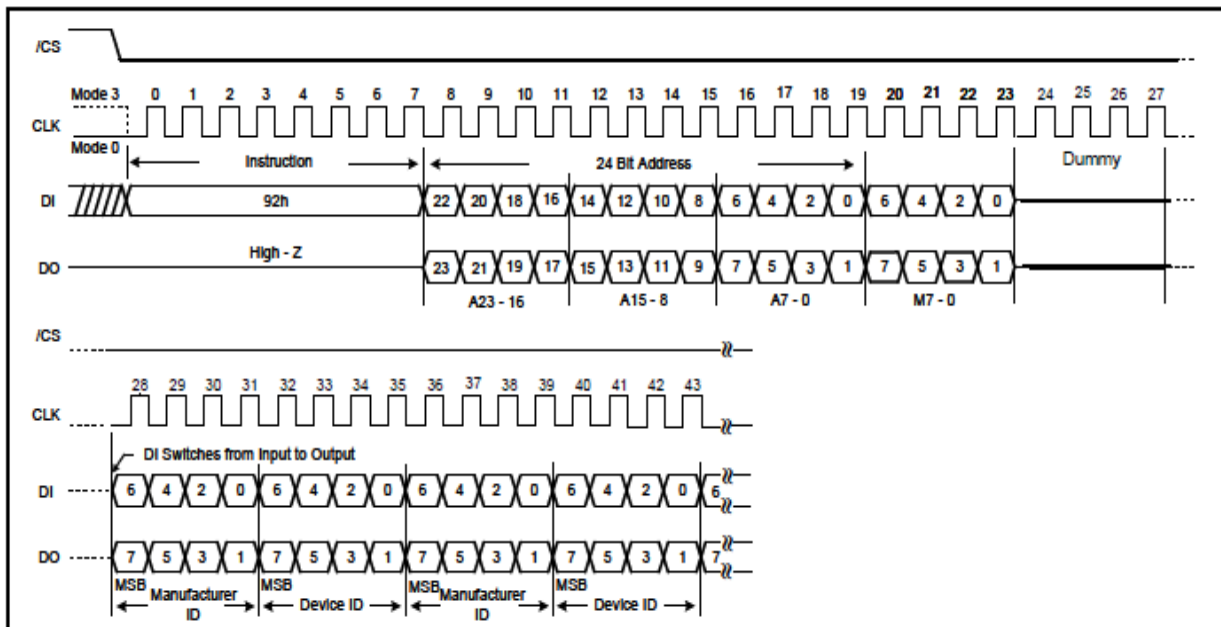 /CS
Mode 3 0 1 2 3 4 5 6 7 8 9 10 11 12 13 14 15 16 17 18 19 20 21 22 23 24 25 26 27
CLK
Mode 0
Instruction 24 Bit Address Dummy
DI 92h 22 20 18 16 14 12 10 8 6 4 2 0 6 4 2 0
High - Z
DO 23 21 19 17 15 13 11 9 7 5 3 1 7 5 3 1
A23 - 16 A15 - 8 A7 - 0 M7 - 0
/CS
28 29 30 31 32 33 34 35 36 37 38 39 40 41 42 43
CLK
DI Switches from Input to Output
DI 6 4 2 0 6 4 2 0 6 4 2 0 6 4 2 0 6
DO 7 5 3 1 7 5 3 1 7 5 3 1 7 5 3 1 7
MSB MSB MSB MSB
Manufacturer ID Device ID Manufacturer ID Device ID